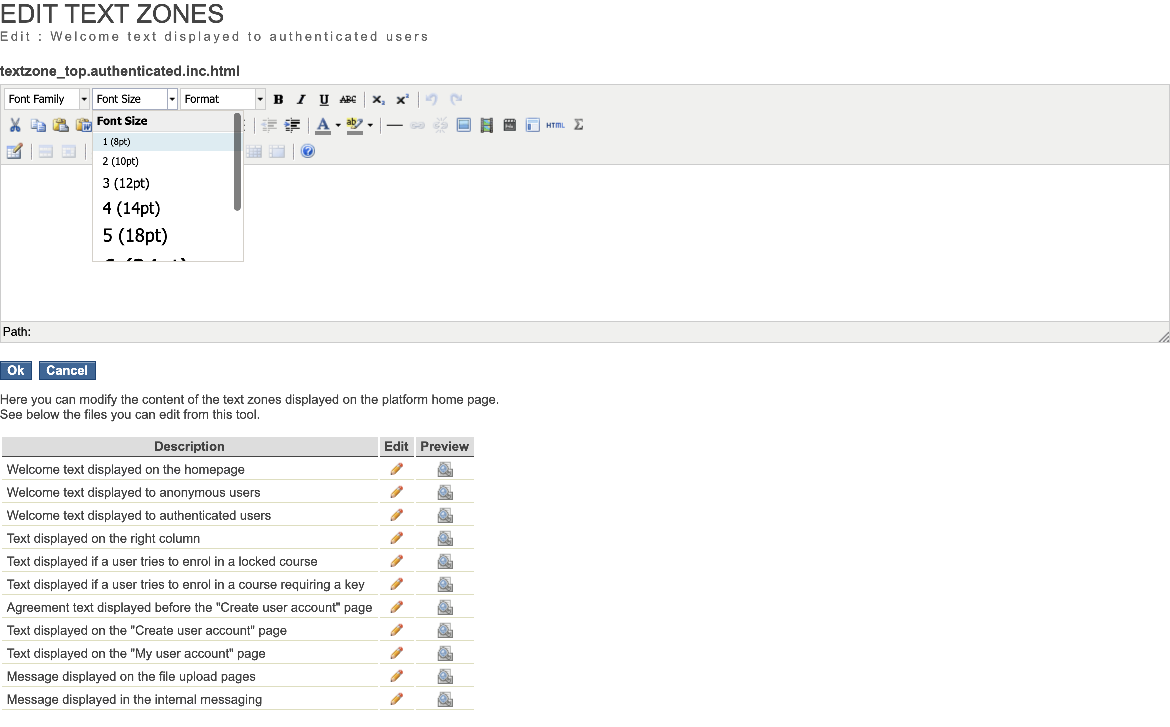 EDIT TEXT ZONES
Edit : Welcome text displayed to authenticated users
textzone_top.authenticated.inc.html
Font Family Font Size Format B I U ABC X2 X2
Font Size A ab HTML Σ
1 (8pt)
2 (10pt)
3 (12pt)
4 (14pt)
5 (18pt)
Path:
Ok Cancel
Here you can modify the content of the text zones displayed on the platform home page.
See below the files you can edit from this tool.
Description Edit Preview
Welcome text displayed on the homepage
Welcome text displayed to anonymous users
Welcome text displayed to authenticated users
Text displayed on the right column
Text displayed if a user tries to enrol in a locked course
Text displayed if a user tries to enrol in a course requiring a key
Agreement text displayed before the "Create user account" page
Text displayed on the "Create user account" page
Text displayed on the "My user account" page
Message displayed on the file upload pages
Message displayed in the internal messaging